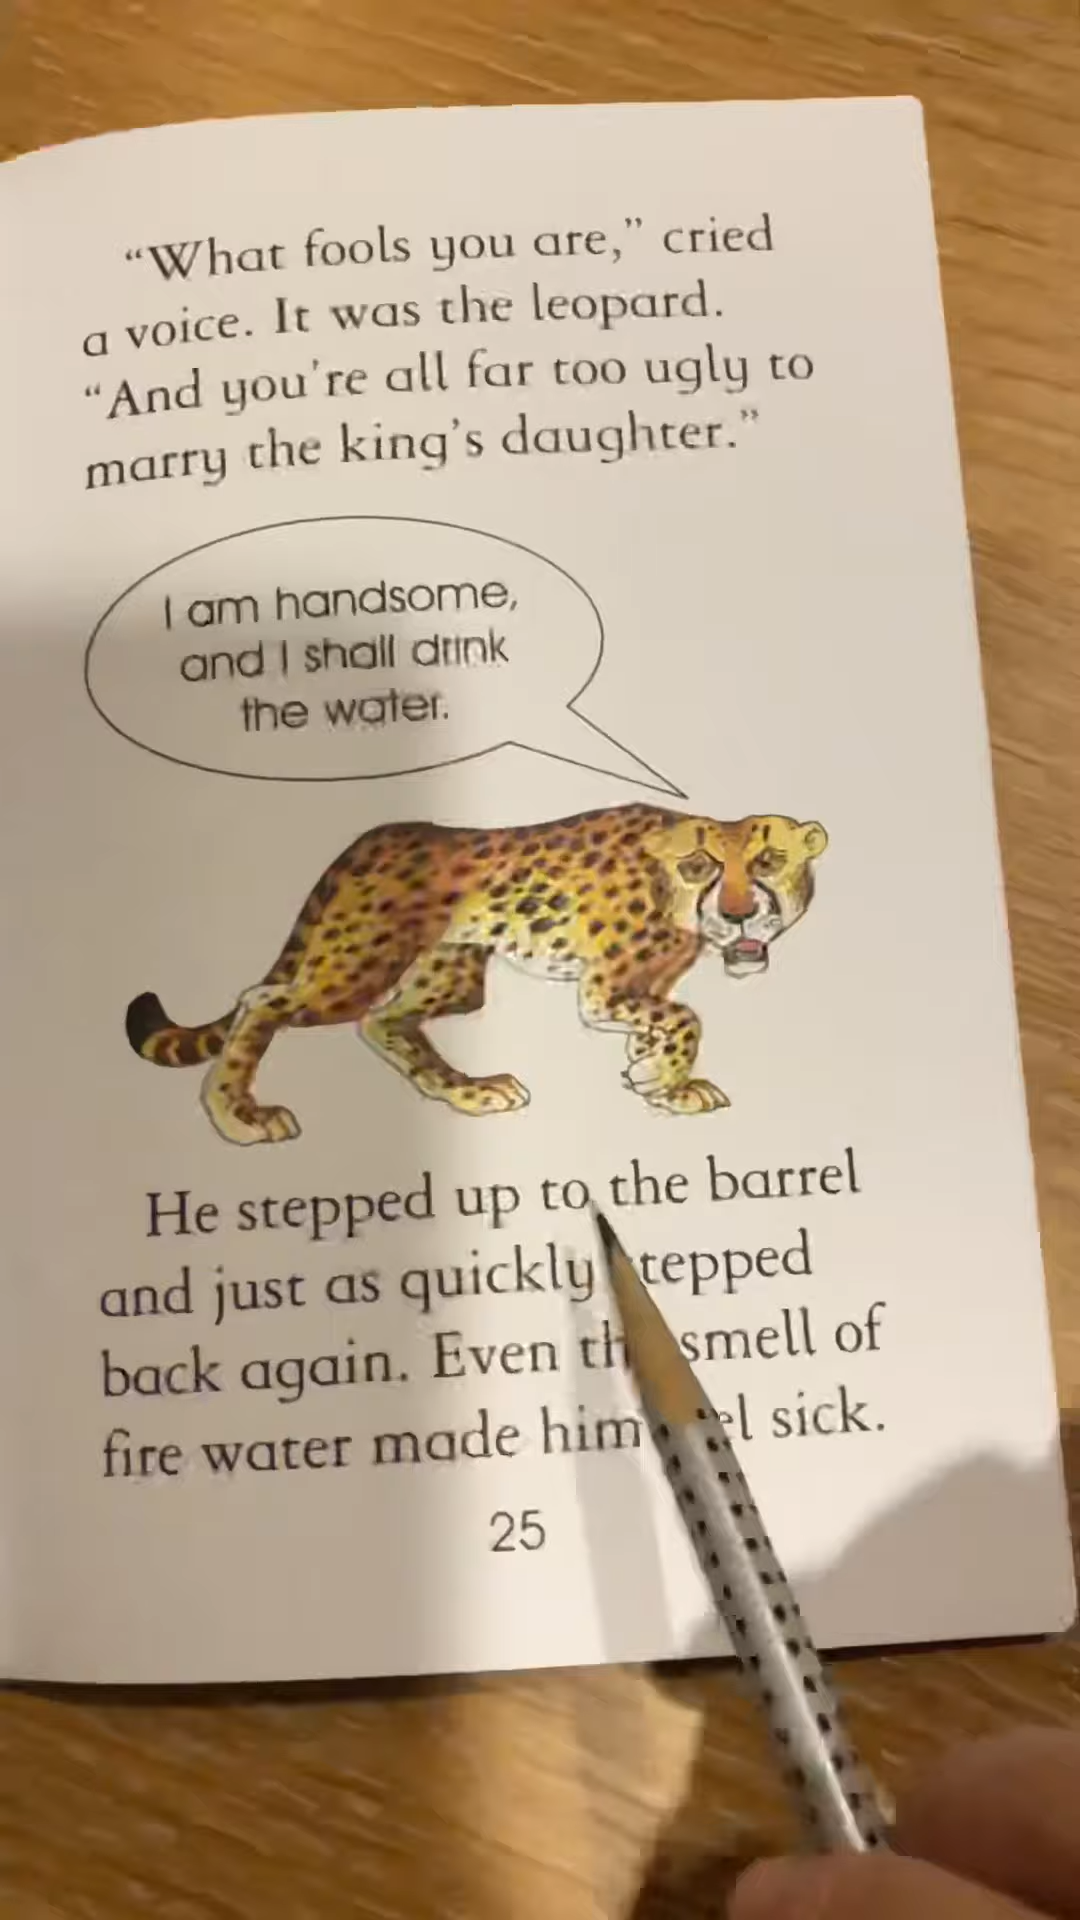 “What fools you are,” cried
a voice. It was the leopard.
“And you're all far too ugly to
marry the king's daughter.”
I am handsome,
and I shall drink
the water.
He stepped up to the barrel
and just as quickly stepped
back again. Even the smell of
fire water made him sick.
25